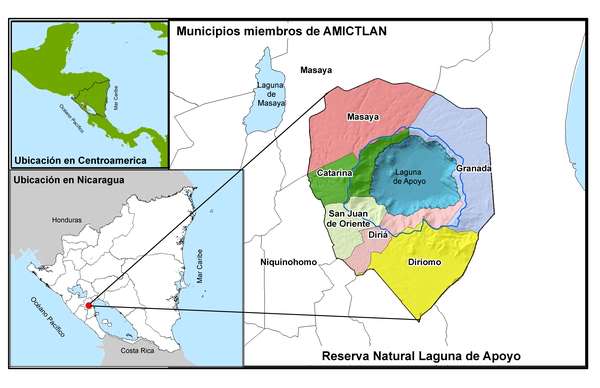 Municipios miembros de AMICTLAN
Mar Caribe
Océano Pacífico
Ubicación en Centroamerica
Laguna
de
Masaya
Masaya
Masaya
Catarina
Laguna
de Apoyo
Granada
San Juan
de Oriente
Diriá
Niquinohomo
Diriomo
Ubicación en Nicaragua
Honduras
Mar Caribe
Océano Pacífico
Costa Rica
Reserva Natural Laguna de Apoyo